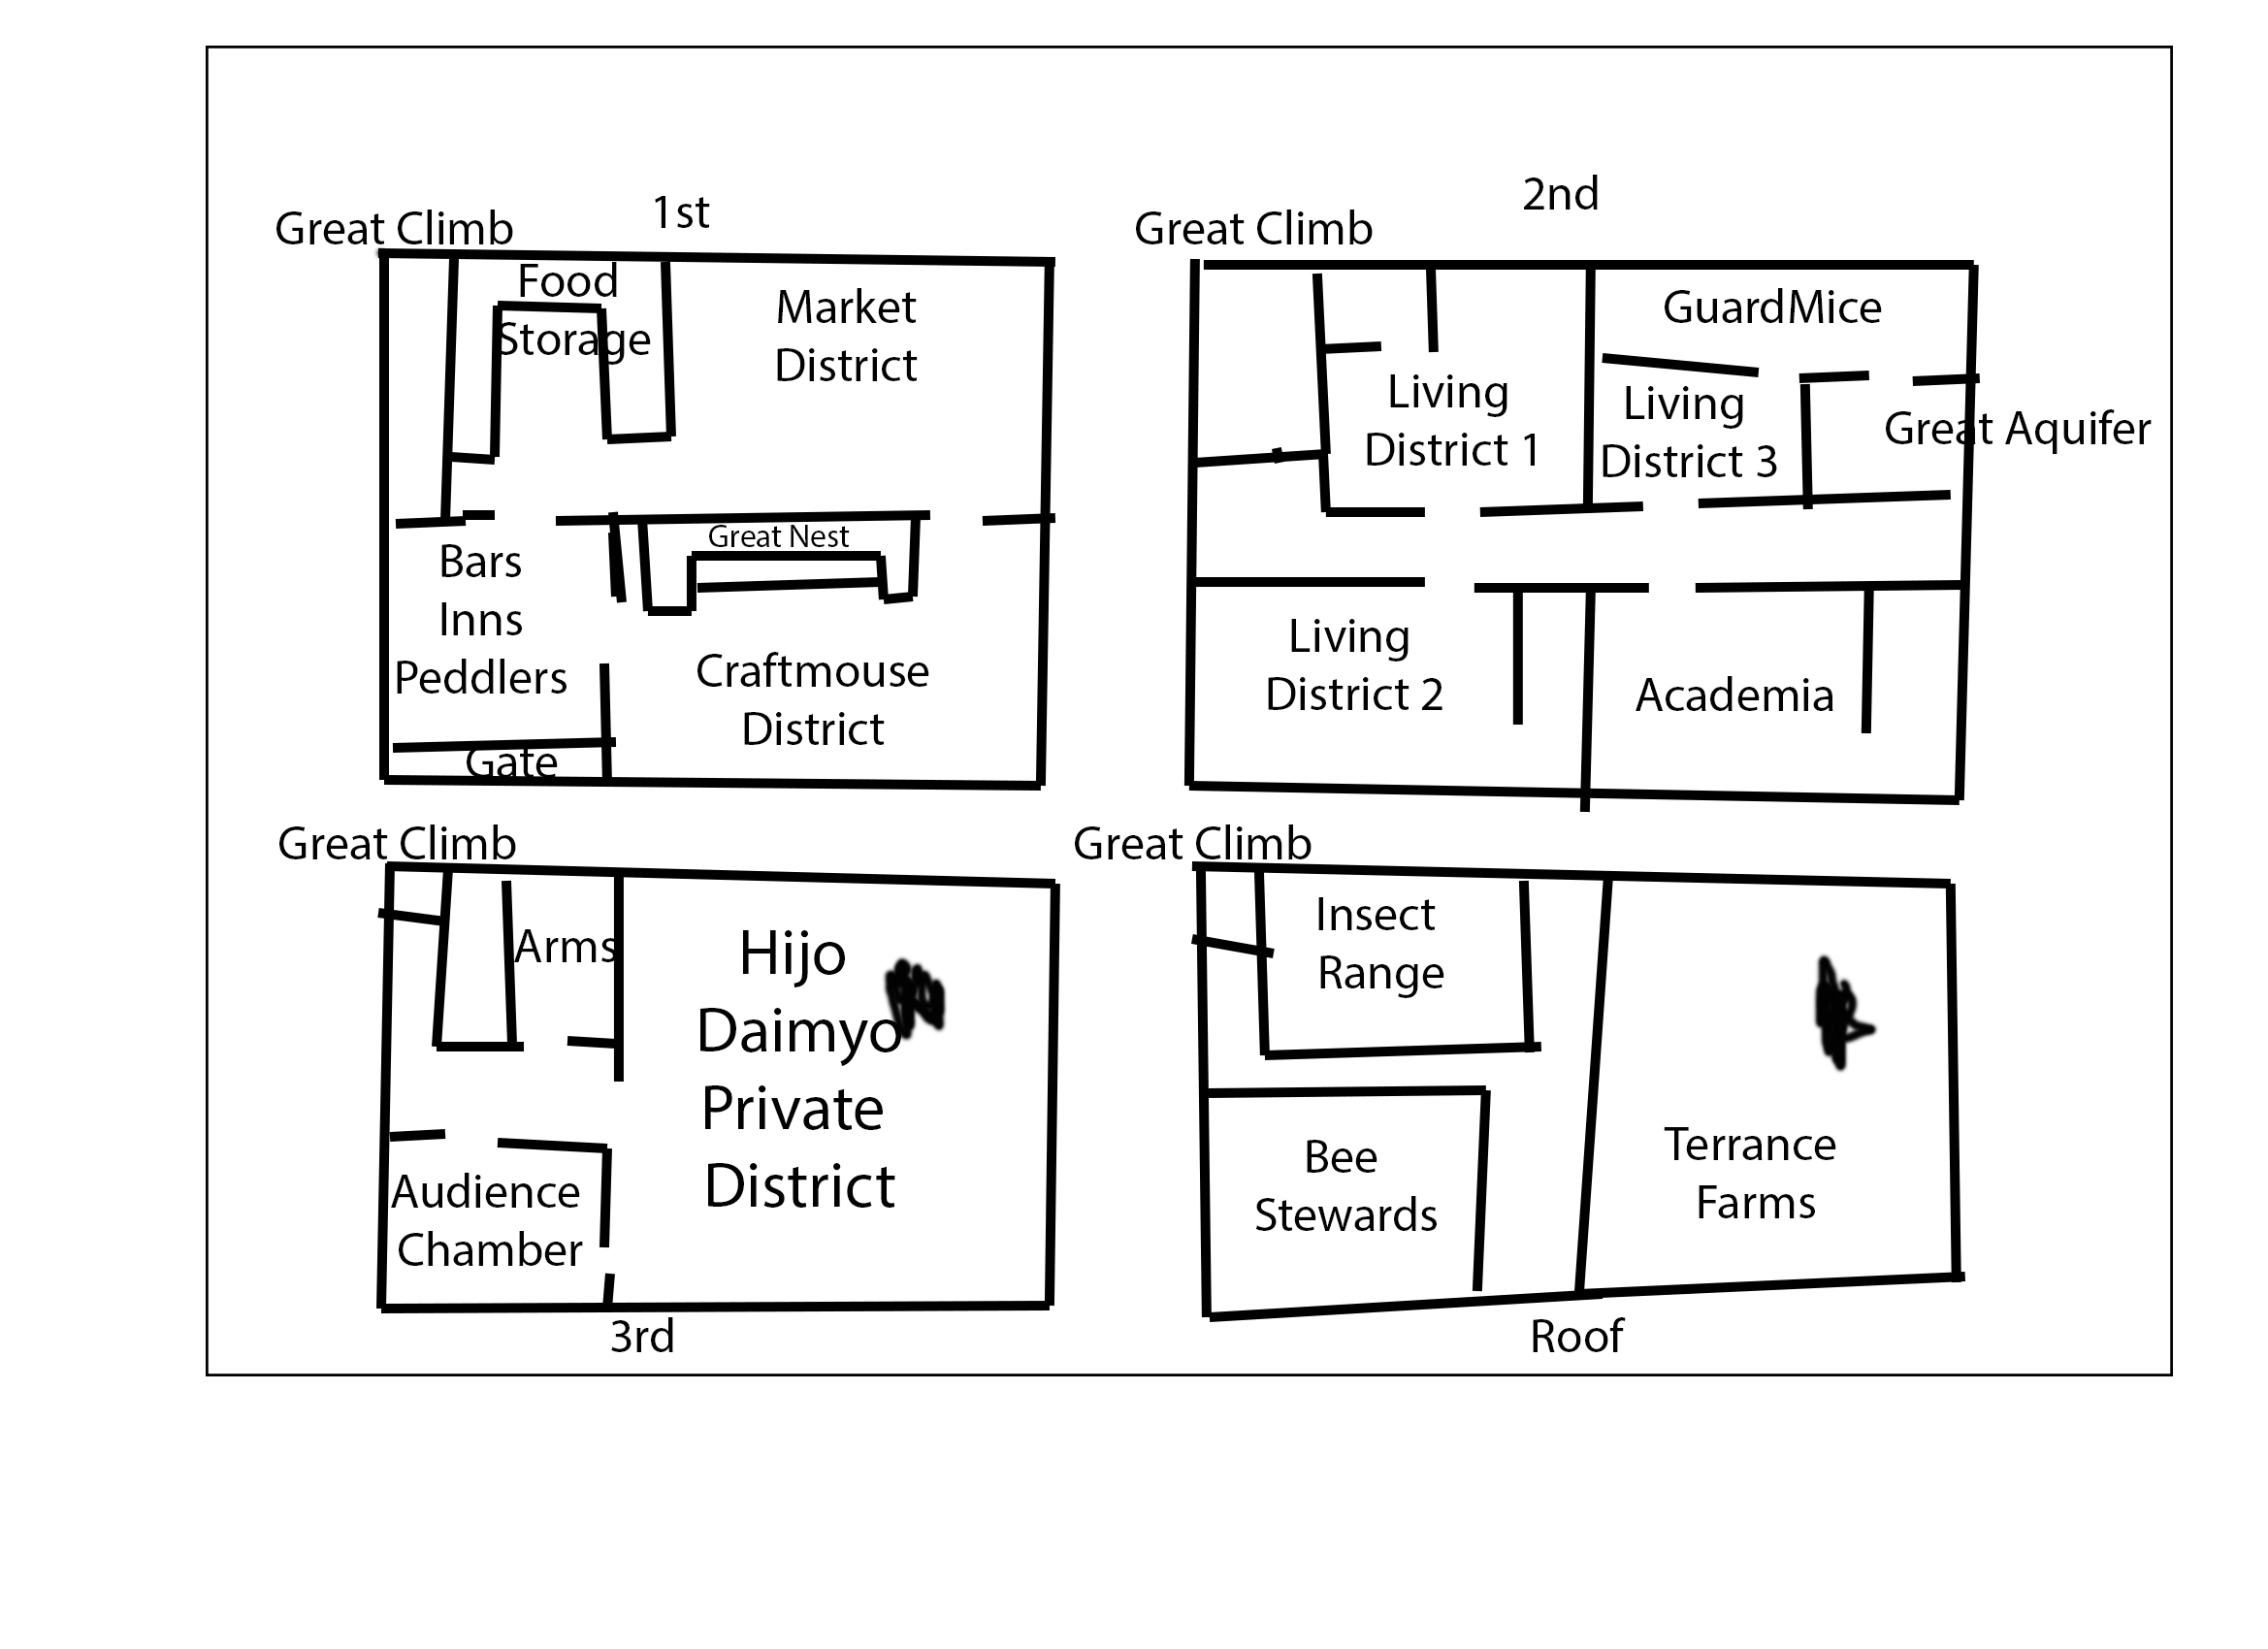 1st
Great Climb
Food
Storage
Market
District
Great Nest
Bars
Inns
Peddlers
Craftmouse
District
Gate
2nd
Great Climb
GuardMice
Living
District 1
Living
District 3
Great Aquifer
Living
District 2
Academia
Great Climb
Arms
Hijo
Daimyo
Private
District
Audience
Chamber
3rd
Great Climb
Insect
Range
Bee
Stewards
Terrance
Farms
Roof